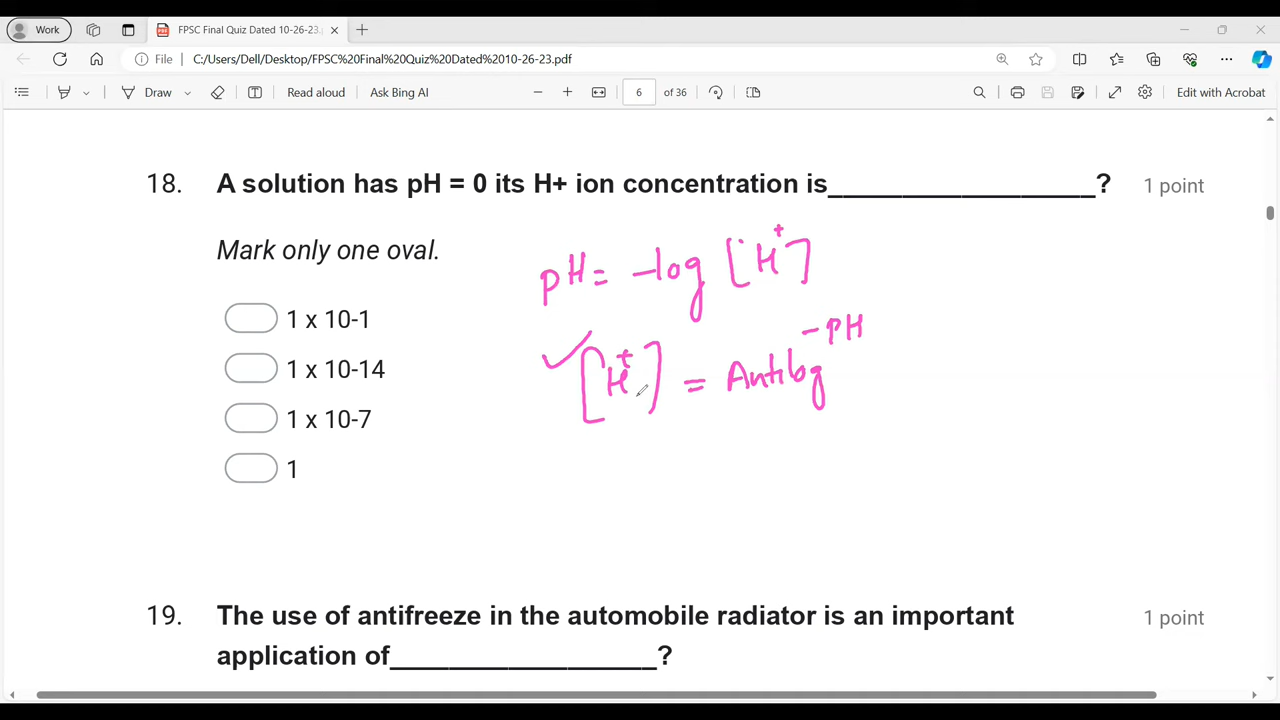 Work
FPSC Final Quiz Dated 10-26-23.
File C:/Users/Dell/Desktop/FPSC%20Final%20Quiz%20Dated%2010-26-23.pdf
Draw
Read aloud
Ask Bing AI
6 of 36
Edit with Acrobat
18. A solution has pH = 0 its H+ ion concentration is__________________? 1 point
Mark only one oval.
pH = -log [H+]
1 x 10-1
[H+] = Antilog -pH
1 x 10-14
1 x 10-7
1
19. The use of antifreeze in the automobile radiator is an important 1 point
application of__________________?